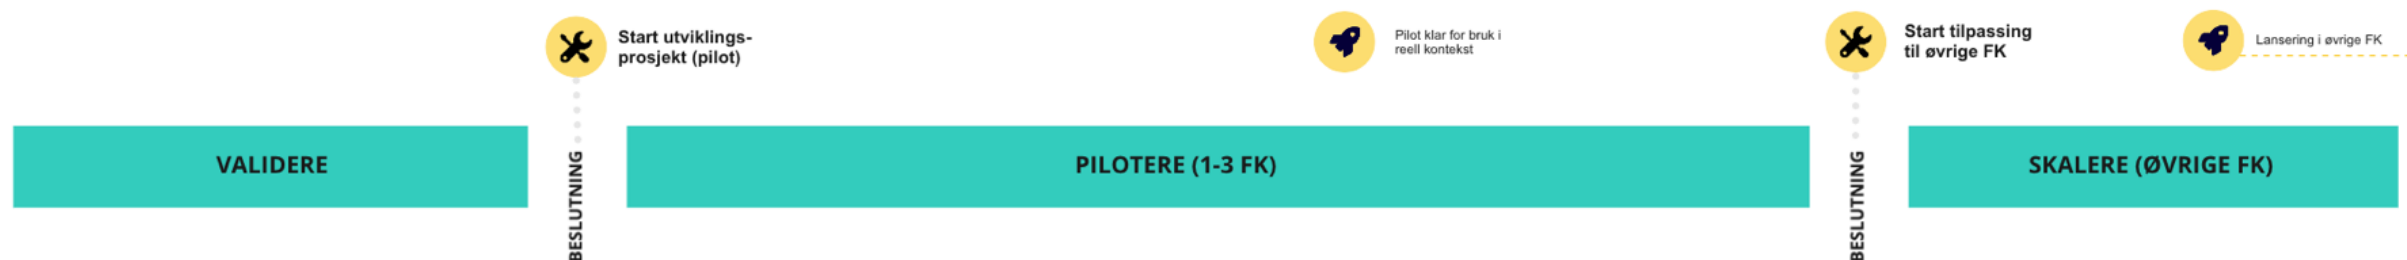 Start utviklings-
prosjekt (pilot)
Pilot klar for bruk i
reell kontekst
Start tilpassing
til øvrige FK
Lansering i øvrige FK
VALIDERE
BESLUTNING
PILOTERE (1-3 FK)
BESLUTNING
SKALERE (ØVRIGE FK)